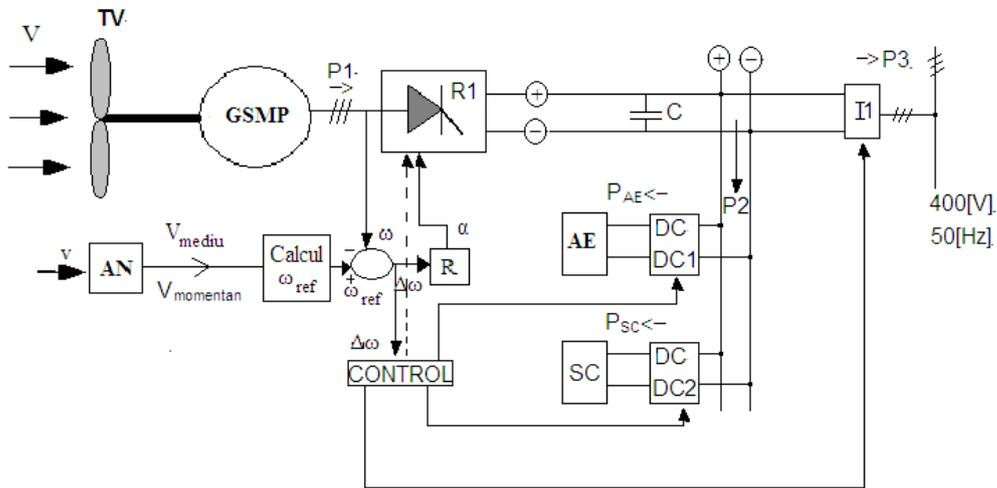 TV
V
GSMP
P1.
->
R1
+
−
C
+
−
->P3.
I1
400[V].
50[Hz].
P2
PAE<-
AE
DC
DC1
PSC<-
SC
DC
DC2
v
AN
Vmediu
Vmomentan
Calcul
ωref
−
ω
+
ωref
Δω
R
α
Δω
CONTROL